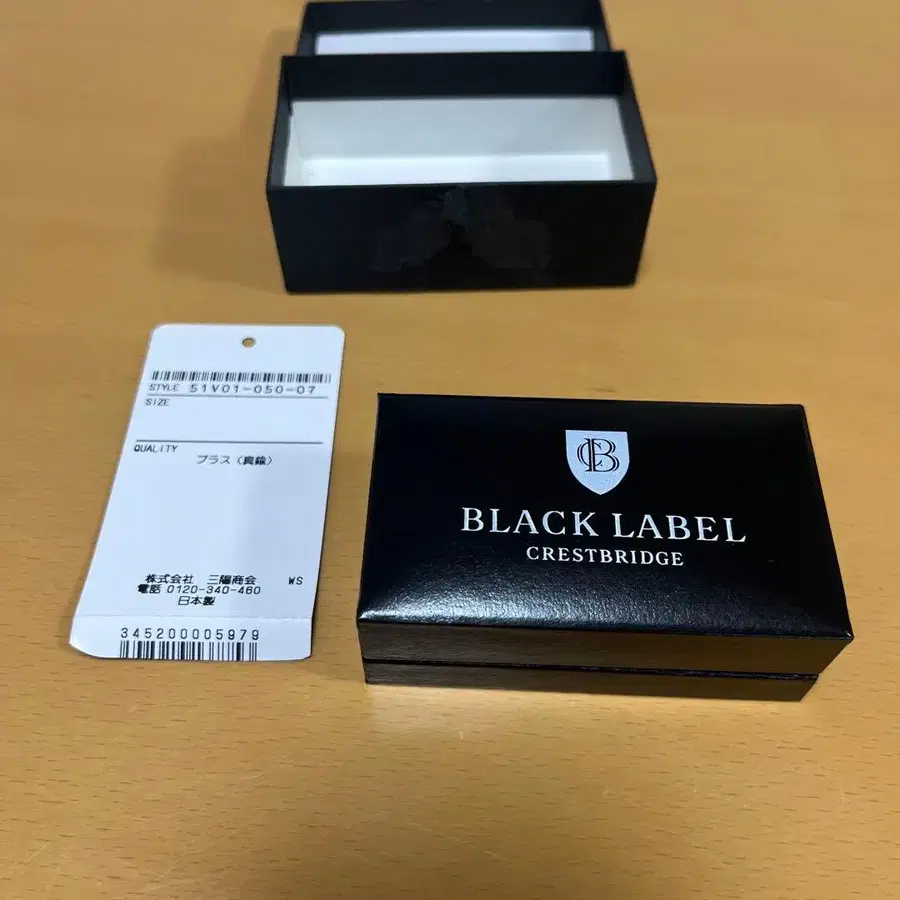 STYLE 51V01-050-07
SIZE
QUALITY
ブラス(真鍮)
株式会社 三陽商会 WS
電話 0120-340-460
日本製
345200005979
CB
BLACK LABEL
CRESTBRIDGE